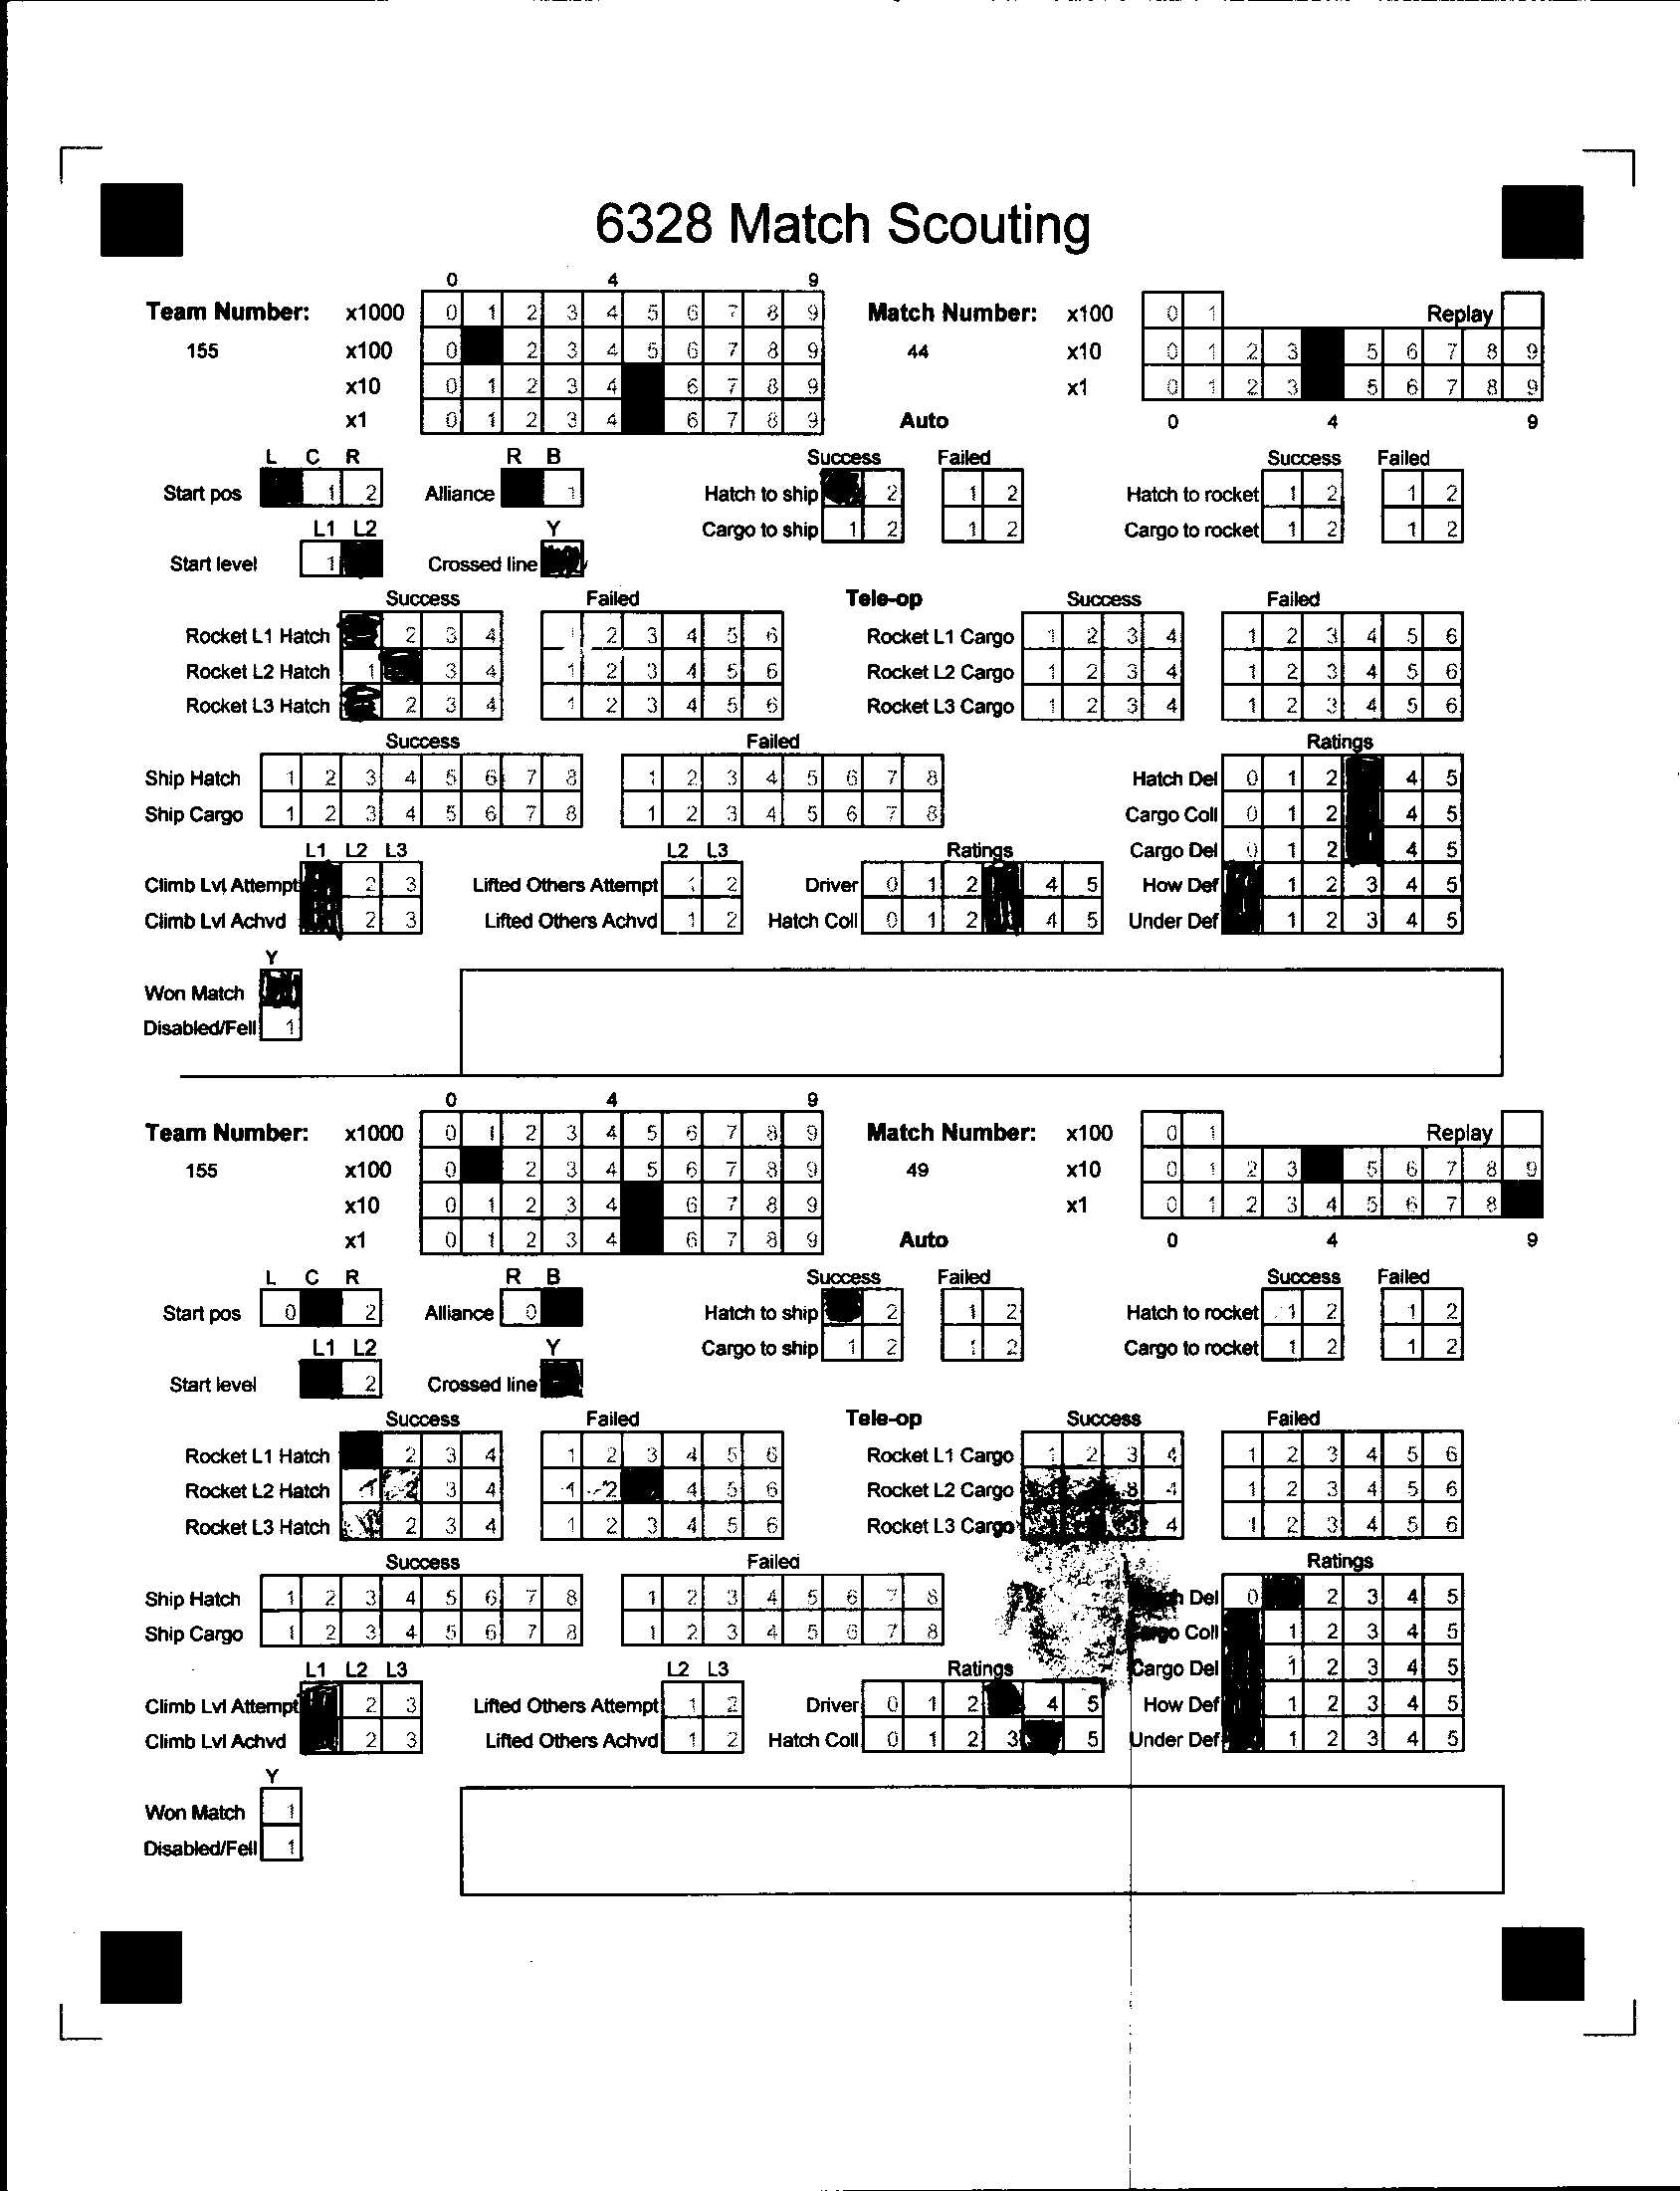 6328 Match Scouting
0 4 9
Team Number: x1000 0 1 2 3 4 5 6 7 8 9 Match Number: x100 0 1 Replay
155 x100 0 2 3 4 5 6 7 8 9 44 x10 0 1 2 3 5 6 7 8 9
x10 0 1 2 3 4 6 7 8 9 x1 0 1 2 3 5 6 7 8 9
x1 0 1 2 3 4 6 7 8 9 Auto 0 4 9
L C R R B Success Failed Success Failed
Start pos 1 2 Alliance 1 Hatch to ship 2 1 2 Hatch to rocket 1 2 1 2
L1 L2 Y Cargo to ship 1 2 1 2 Cargo to rocket 1 2 1 2
Start level 1 Crossed line
Success Failed Tele-op Success Failed
Rocket L1 Hatch 2 3 4 1 2 3 4 5 6 Rocket L1 Cargo 1 2 3 4 1 2 3 4 5 6
Rocket L2 Hatch 1 3 4 1 2 3 4 5 6 Rocket L2 Cargo 1 2 3 4 1 2 3 4 5 6
Rocket L3 Hatch 2 3 4 1 2 3 4 5 6 Rocket L3 Cargo 1 2 3 4 1 2 3 4 5 6
Success Failed Ratings
Ship Hatch 1 2 3 4 5 6 7 8 1 2 3 4 5 6 7 8 Hatch Del 0 1 2 4 5
Ship Cargo 1 2 3 4 5 6 7 8 1 2 3 4 5 6 7 8 Cargo Coll 0 1 2 4 5
L1 L2 L3 L2 L3 Ratings Cargo Del 0 1 2 4 5
Climb Lvl Attempt 2 3 Lifted Others Attempt 1 2 Driver 0 1 2 4 5 How Def 1 2 3 4 5
Climb Lvl Achvd 2 3 Lifted Others Achvd 1 2 Hatch Coll 0 1 2 4 5 Under Def 1 2 3 4 5
Y
Won Match
Disabled/Fell 1
0 4 9
Team Number: x1000 0 1 2 3 4 5 6 7 8 9 Match Number: x100 0 1 Replay
155 x100 0 2 3 4 5 6 7 8 9 49 x10 0 1 2 3 5 6 7 8 9
x10 0 1 2 3 4 6 7 8 9 x1 0 1 2 3 4 5 6 7 8
x1 0 1 2 3 4 6 7 8 9 Auto 0 4 9
L C R R B Success Failed Success Failed
Start pos 0 2 Alliance 0 Hatch to ship 2 1 2 Hatch to rocket 1 2 1 2
L1 L2 Y Cargo to ship 1 2 1 2 Cargo to rocket 1 2 1 2
Start level 2 Crossed line
Success Failed Tele-op Success Failed
Rocket L1 Hatch 2 3 4 1 2 3 4 5 6 Rocket L1 Cargo 1 2 3 4 1 2 3 4 5 6
Rocket L2 Hatch 1 2 3 4 1 2 4 5 6 Rocket L2 Cargo 3 4 1 2 3 4 5 6
Rocket L3 Hatch 2 3 4 1 2 3 4 5 6 Rocket L3 Cargo 3 4 1 2 3 4 5 6
Success Failed Ratings
Ship Hatch 1 2 3 4 5 6 7 8 1 2 3 4 5 6 7 8 Del 0 2 3 4 5
Ship Cargo 1 2 3 4 5 6 7 8 1 2 3 4 5 6 7 8 Cargo Coll 1 2 3 4 5
L1 L2 L3 L2 L3 Ratings Cargo Del 1 2 3 4 5
Climb Lvl Attempt 2 3 Lifted Others Attempt 1 2 Driver 0 1 2 4 5 How Def 1 2 3 4 5
Climb Lvl Achvd 2 3 Lifted Others Achvd 1 2 Hatch Coll 0 1 2 3 5 Under Def 1 2 3 4 5
Y
Won Match 1
Disabled/Fell 1